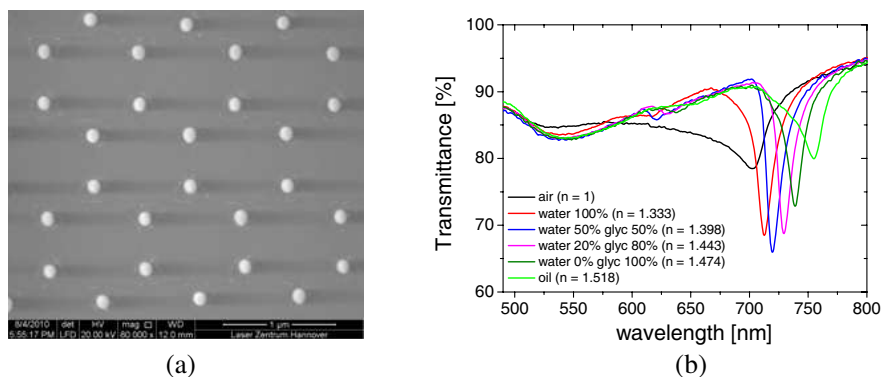 8/4/2010 det HV mag □ WD 1 µm
5:55:17 PM LFD 20.00 kV 60 000 x 12.0 mm Laser Zentrum Hannover
(a)
100
90
80
70
60
Transmittance [%]
air (n = 1)
water 100% (n = 1.333)
water 50% glyc 50% (n = 1.398)
water 20% glyc 80% (n = 1.443)
water 0% glyc 100% (n = 1.474)
oil (n = 1.518)
500 550 600 650 700 750 800
wavelength [nm]
(b)